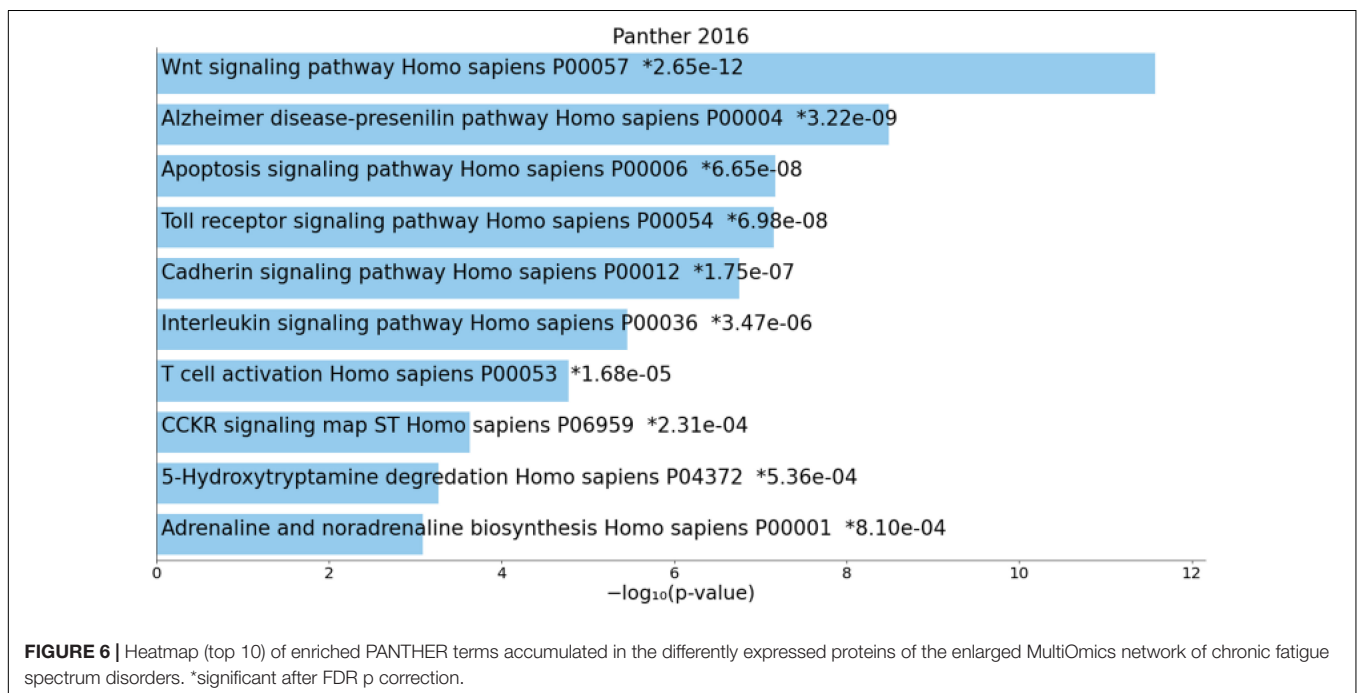 Panther 2016
Wnt signaling pathway Homo sapiens P00057 *2.65e-12
Alzheimer disease-presenilin pathway Homo sapiens P00004 *3.22e-09
Apoptosis signaling pathway Homo sapiens P00006 *6.65e-08
Toll receptor signaling pathway Homo sapiens P00054 *6.98e-08
Cadherin signaling pathway Homo sapiens P00012 *1.75e-07
Interleukin signaling pathway Homo sapiens P00036 *3.47e-06
T cell activation Homo sapiens P00053 *1.68e-05
CCKR signaling map ST Homo sapiens P06959 *2.31e-04
5-Hydroxytryptamine degredation Homo sapiens P04372 *5.36e-04
Adrenaline and noradrenaline biosynthesis Homo sapiens P00001 *8.10e-04
0 2 4 6 8 10 12
−log₁₀(p-value)
FIGURE 6 | Heatmap (top 10) of enriched PANTHER terms accumulated in the differently expressed proteins of the enlarged MultiOmics network of chronic fatigue
spectrum disorders. *significant after FDR p correction.